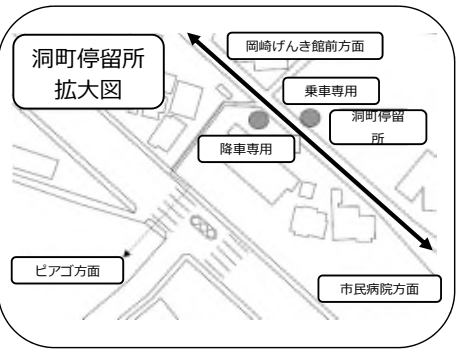 洞町停留所
拡大図
岡崎げんき館前方面
乗車専用
洞町停留
所
降車専用
ピアゴ方面
市民病院方面